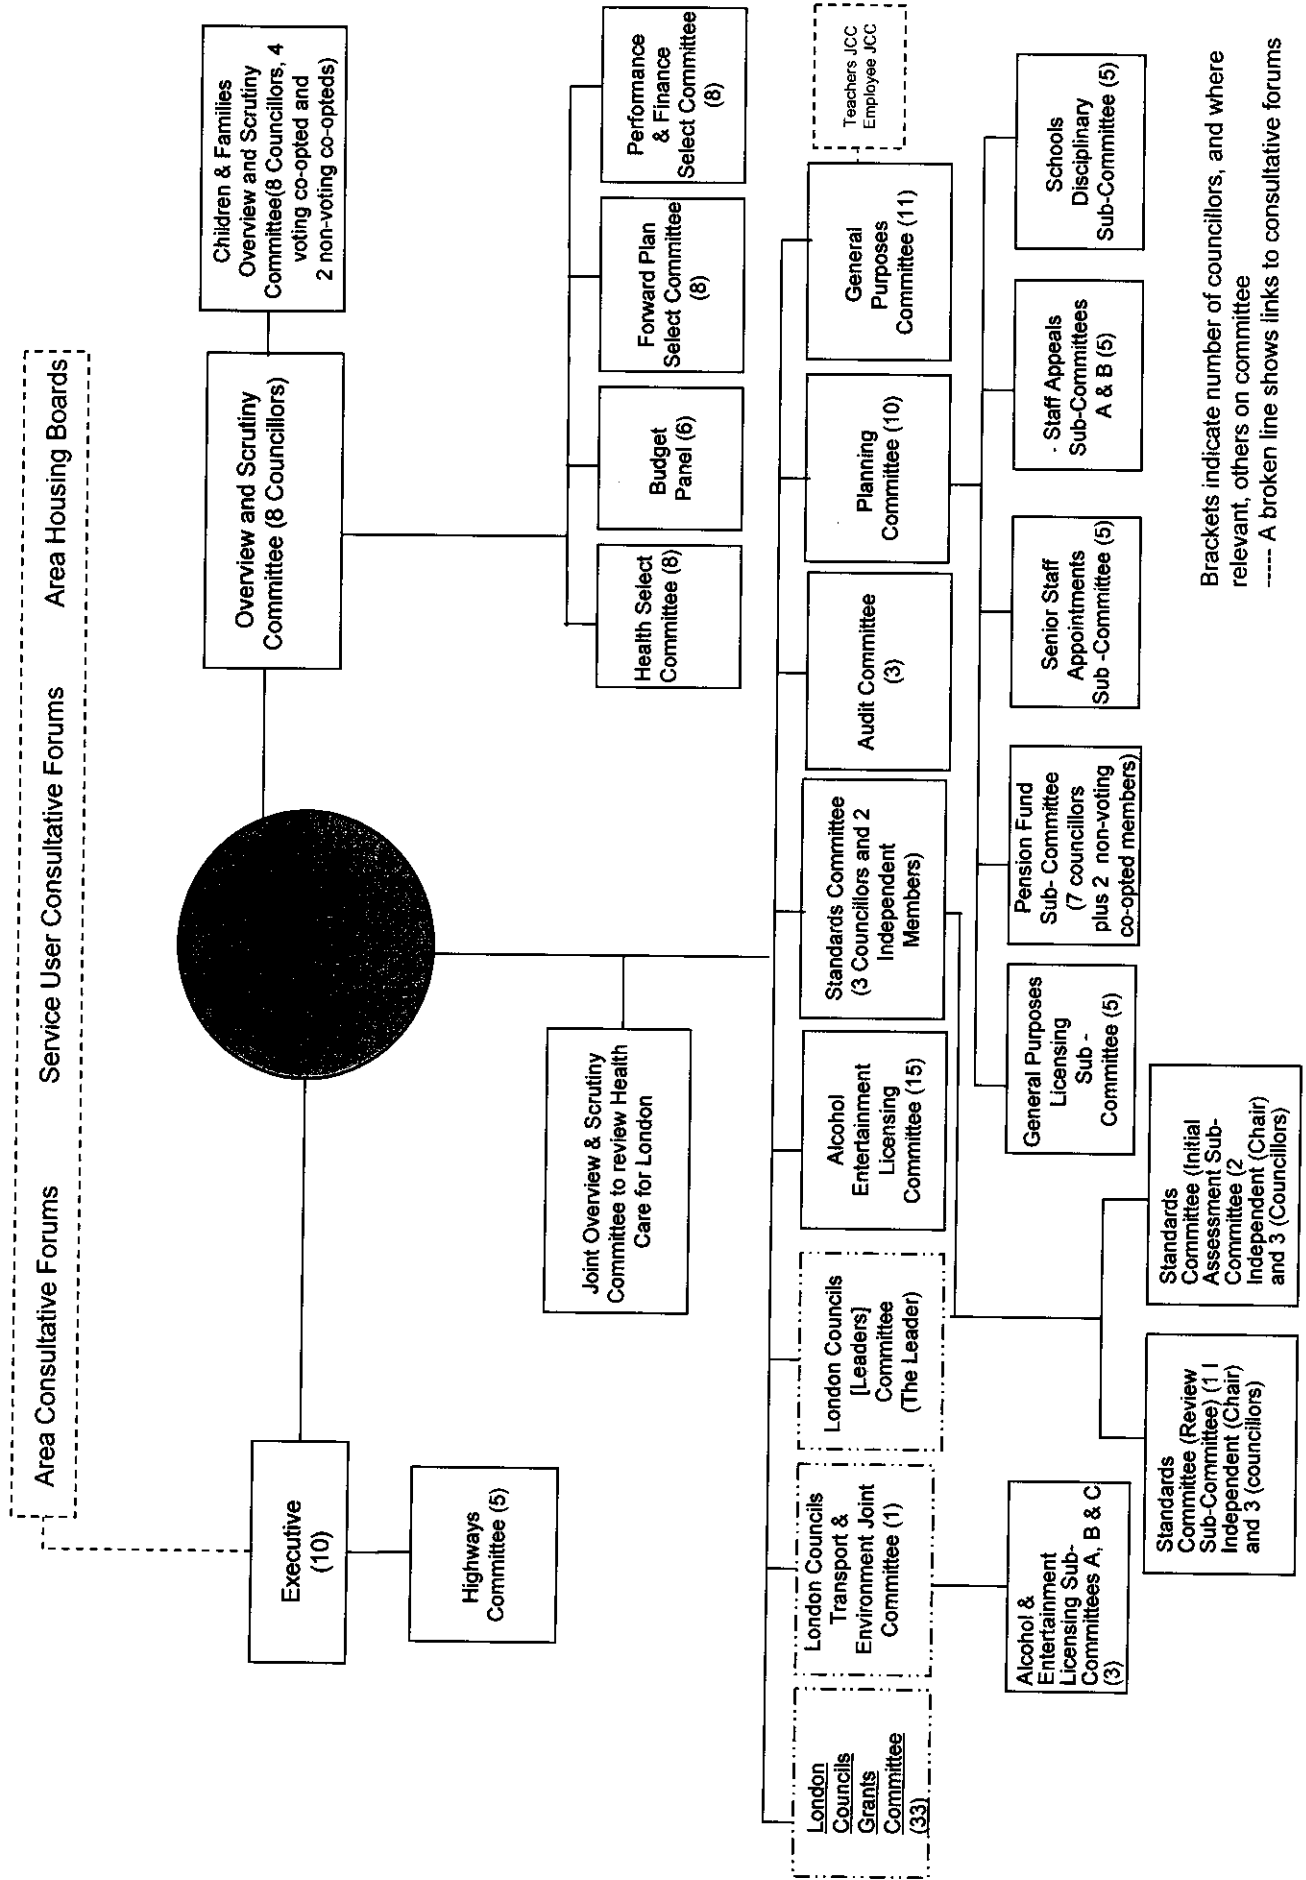 Area Consultative Forums Service User Consultative Forums Area Housing Boards
Executive
(10)
Highways
Committee (5)
Overview and Scrutiny
Committee (8 Councillors)
Children & Families
Overview and Scrutiny
Committee(8 Councillors, 4
voting co-opted and
2 non-voting co-opteds)
Joint Overview & Scrutiny
Committee to review Health
Care for London
Health Select
Committee (8)
Budget
Panel (6)
Forward Plan
Select Committee
(8)
Performance
& Finance
Select Committee
(8)
London
Councils
Grants
Committee
(33)
London Councils
Transport &
Environment Joint
Committee (1)
London Councils
[Leaders]
Committee
(The Leader)
Alcohol
Entertainment
Licensing
Committee (15)
Standards Committee
(3 Councillors and 2
Independent
Members)
Audit Committee
(3)
Planning
Committee (10)
General
Purposes
Committee (11)
Teachers JCC
Employee JCC
Alcohol &
Entertainment
Licensing Sub-
Committees A, B & C
(3)
Standards
Committee (Review
Sub-Committee) (1 I
Independent (Chair)
and 3 (councillors)
Standards
Committee (Initial
Assessment Sub-
Committee (2
Independent (Chair)
and 3 (Councillors)
General Purposes
Licensing
Sub -
Committee (5)
Pension Fund
Sub- Committee
(7 councillors
plus 2 non-voting
co-opted members)
Senior Staff
Appointments
Sub -Committee (5)
- Staff Appeals
Sub-Committees
A & B (5)
Schools
Disciplinary
Sub-Committee (5)
Brackets indicate number of councillors, and where
relevant, others on committee
----- A broken line shows links to consultative forums